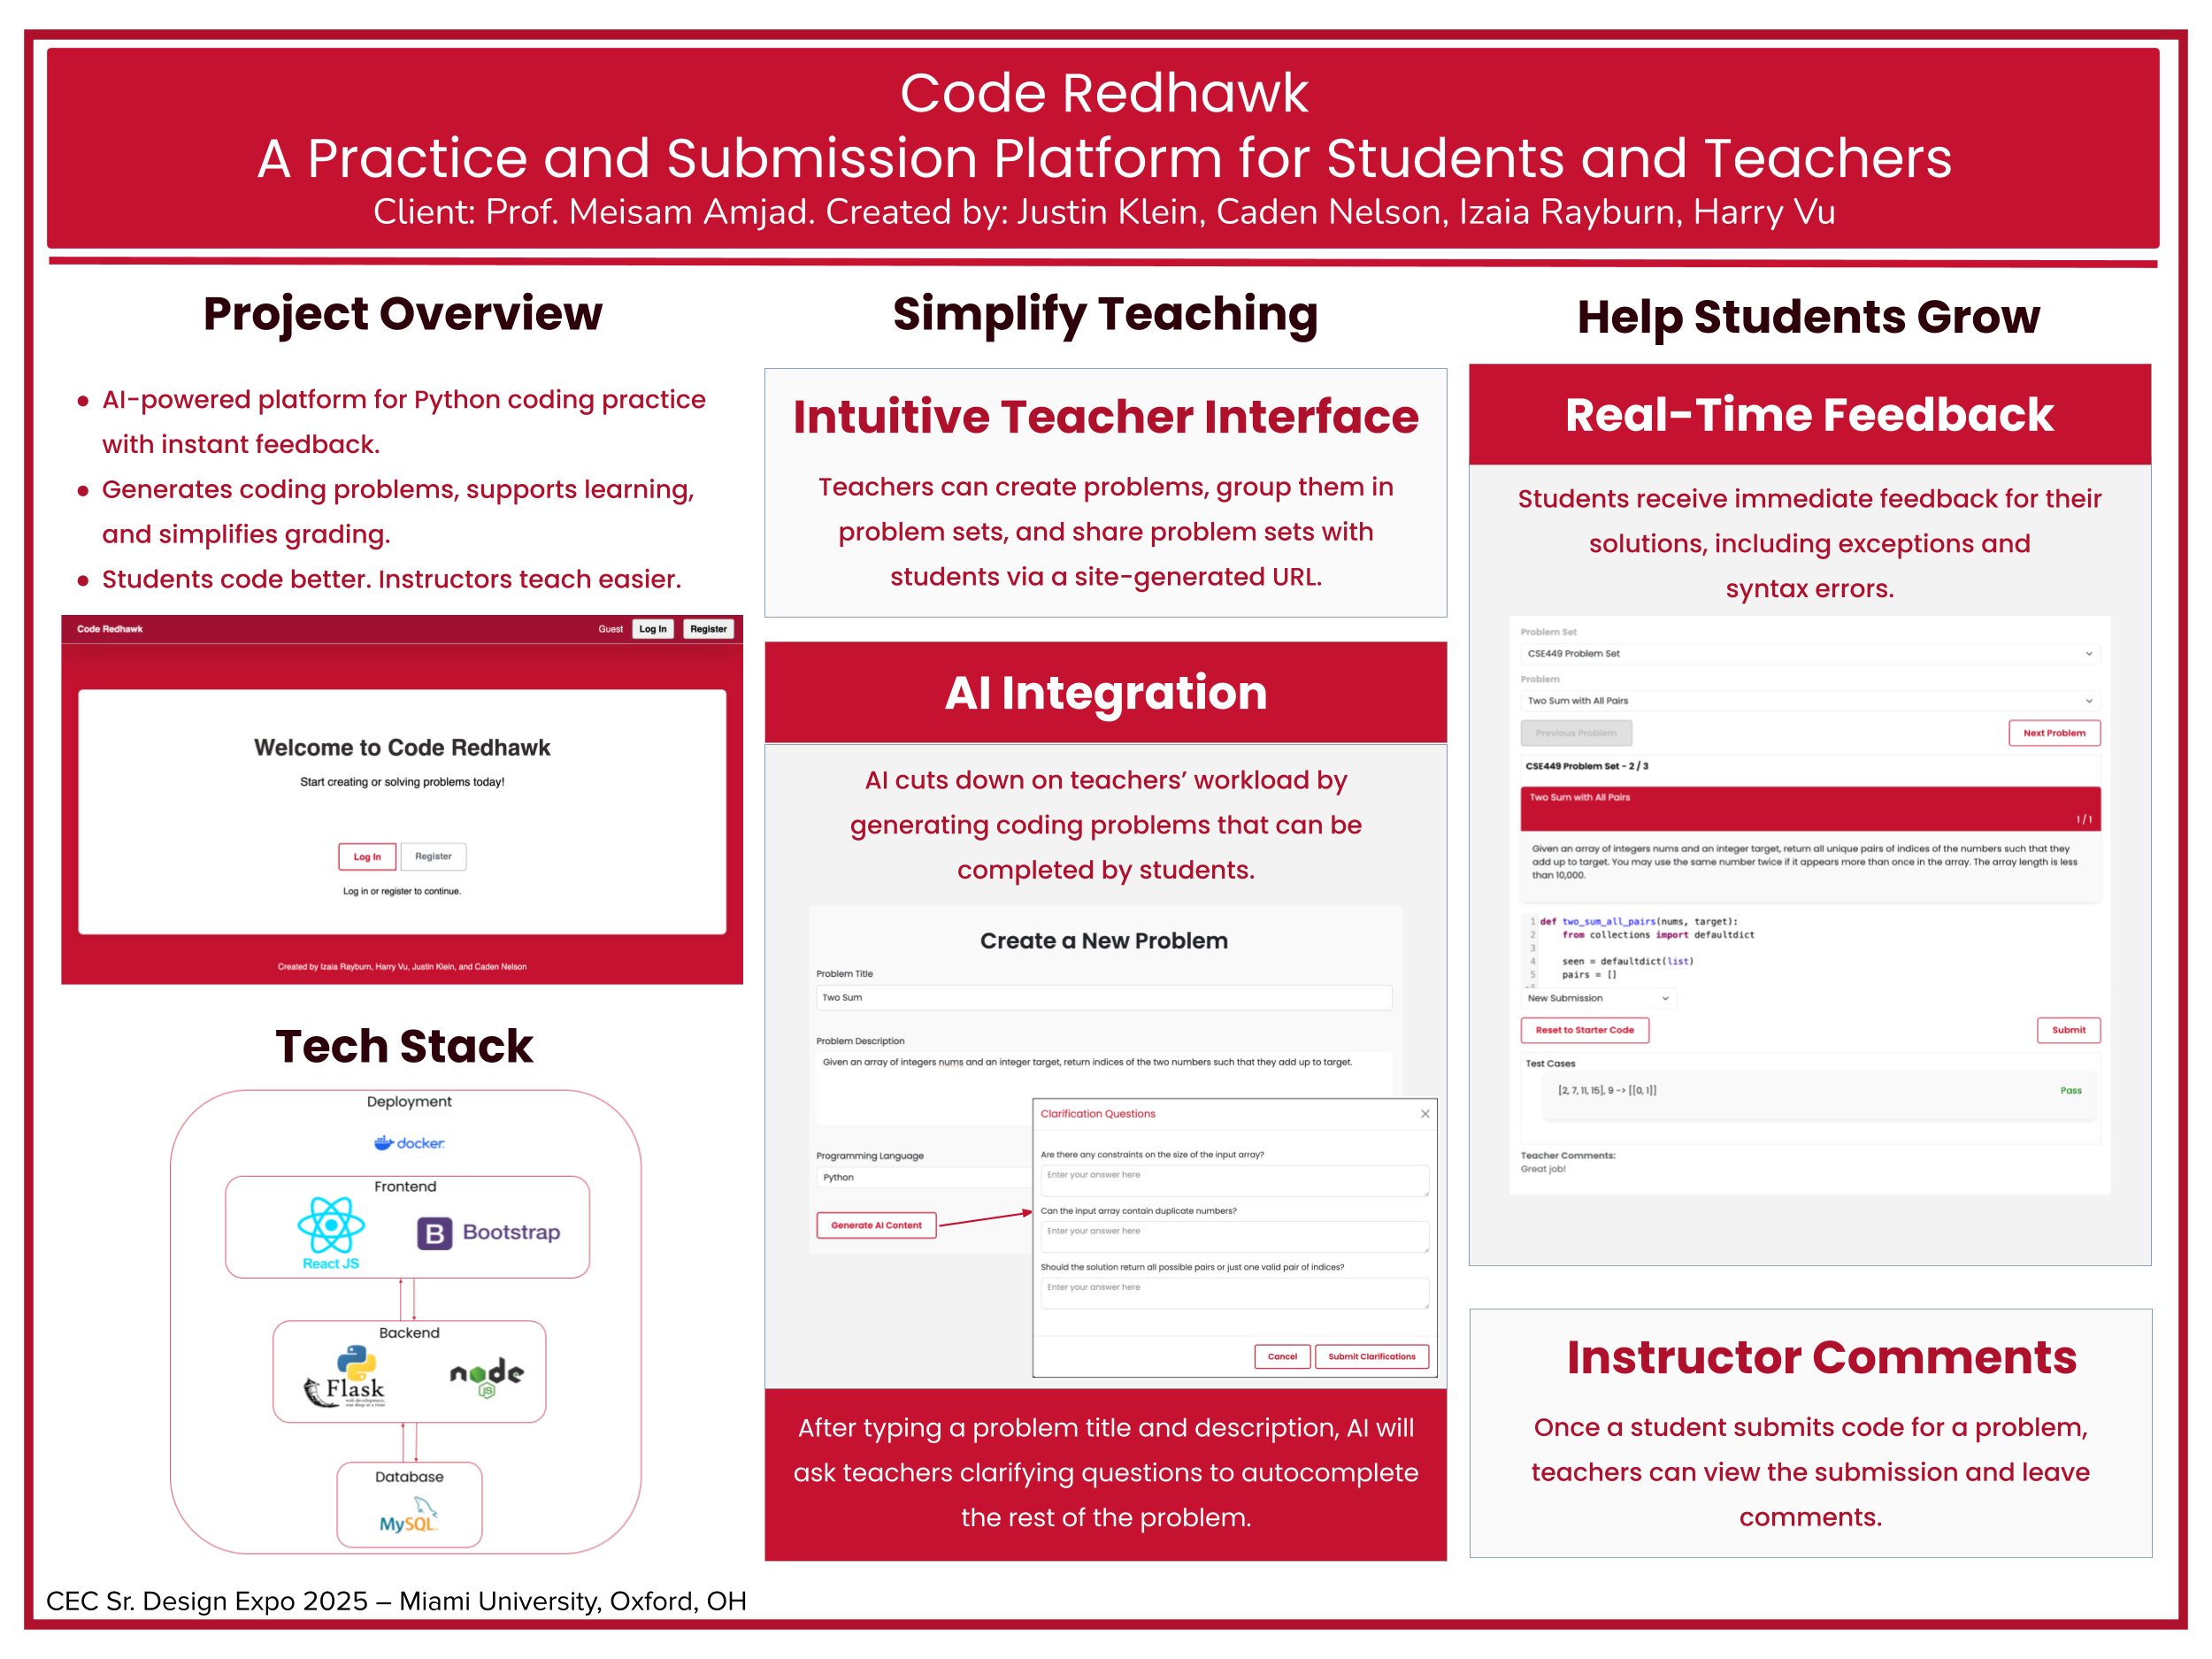 Code Redhawk
A Practice and Submission Platform for Students and Teachers
Client: Prof. Meisam Amjad. Created by: Justin Klein, Caden Nelson, Izaia Rayburn, Harry Vu
Project Overview
● AI-powered platform for Python coding practice
with instant feedback.
● Generates coding problems, supports learning,
and simplifies grading.
● Students code better. Instructors teach easier.
Code Redhawk
Guest
Log In
Register
Welcome to Code Redhawk
Start creating or solving problems today!
Log In
Register
Log in or register to continue.
Created by Izaia Rayburn, Harry Vu, Justin Klein, and Caden Nelson
Tech Stack
Deployment
docker
Frontend
React JS
Bootstrap
Backend
Flask
web development,
one drop at a time
node
JS
Database
MySQL
Simplify Teaching
Intuitive Teacher Interface
Teachers can create problems, group them in
problem sets, and share problem sets with
students via a site-generated URL.
AI Integration
AI cuts down on teachers’ workload by
generating coding problems that can be
completed by students.
Create a New Problem
Problem Title
Two Sum
Problem Description
Given an array of integers nums and an integer target, return indices of the two numbers such that they add up to target.
Programming Language
Python
Generate AI Content
Clarification Questions
Are there any constraints on the size of the input array?
Enter your answer here
Can the input array contain duplicate numbers?
Enter your answer here
Should the solution return all possible pairs or just one valid pair of indices?
Enter your answer here
Cancel
Submit Clarifications
After typing a problem title and description, AI will
ask teachers clarifying questions to autocomplete
the rest of the problem.
Help Students Grow
Real-Time Feedback
Students receive immediate feedback for their
solutions, including exceptions and
syntax errors.
Problem Set
CSE449 Problem Set
Problem
Two Sum with All Pairs
Previous Problem
Next Problem
CSE449 Problem Set - 2 / 3
Two Sum with All Pairs
1 / 1
Given an array of integers nums and an integer target, return all unique pairs of indices of the numbers such that they
add up to target. You may use the same number twice if it appears more than once in the array. The array length is less
than 10,000.
1 def two_sum_all_pairs(nums, target):
2     from collections import defaultdict
3
4     seen = defaultdict(list)
5     pairs = []
New Submission
Reset to Starter Code
Submit
Test Cases
[2, 7, 11, 15], 9 -> [[0, 1]]
Pass
Teacher Comments:
Great job!
Instructor Comments
Once a student submits code for a problem,
teachers can view the submission and leave
comments.
CEC Sr. Design Expo 2025 – Miami University, Oxford, OH